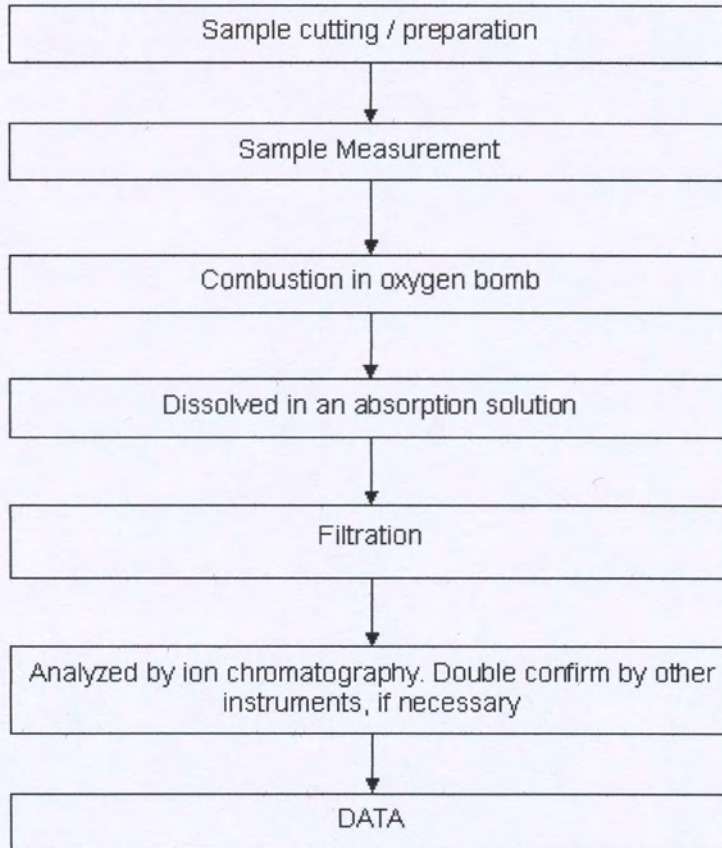 Sample cutting / preparation
Sample Measurement
Combustion in oxygen bomb
Dissolved in an absorption solution
Filtration
Analyzed by ion chromatography. Double confirm by other
instruments, if necessary
DATA